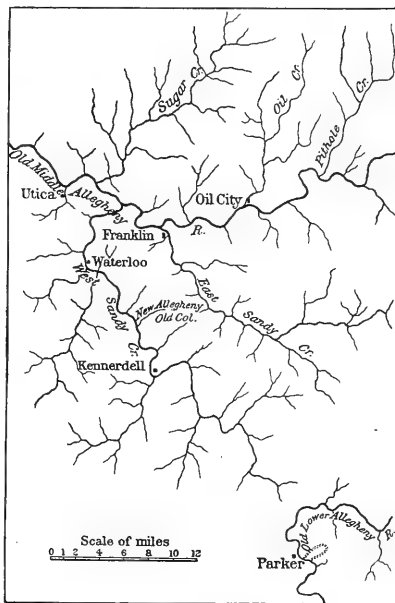 Sugar Cr.
Oil Cr.
Pithole Cr.
Old Middle Allegheny R.
Utica
Oil City
Franklin
Waterloo
West Sandy Cr.
East Sandy Cr.
New Allegheny
Old Col.
Kennerdell
Scale of miles
0 1 2 4 6 8 10 12
Old Lower Allegheny R.
Parker